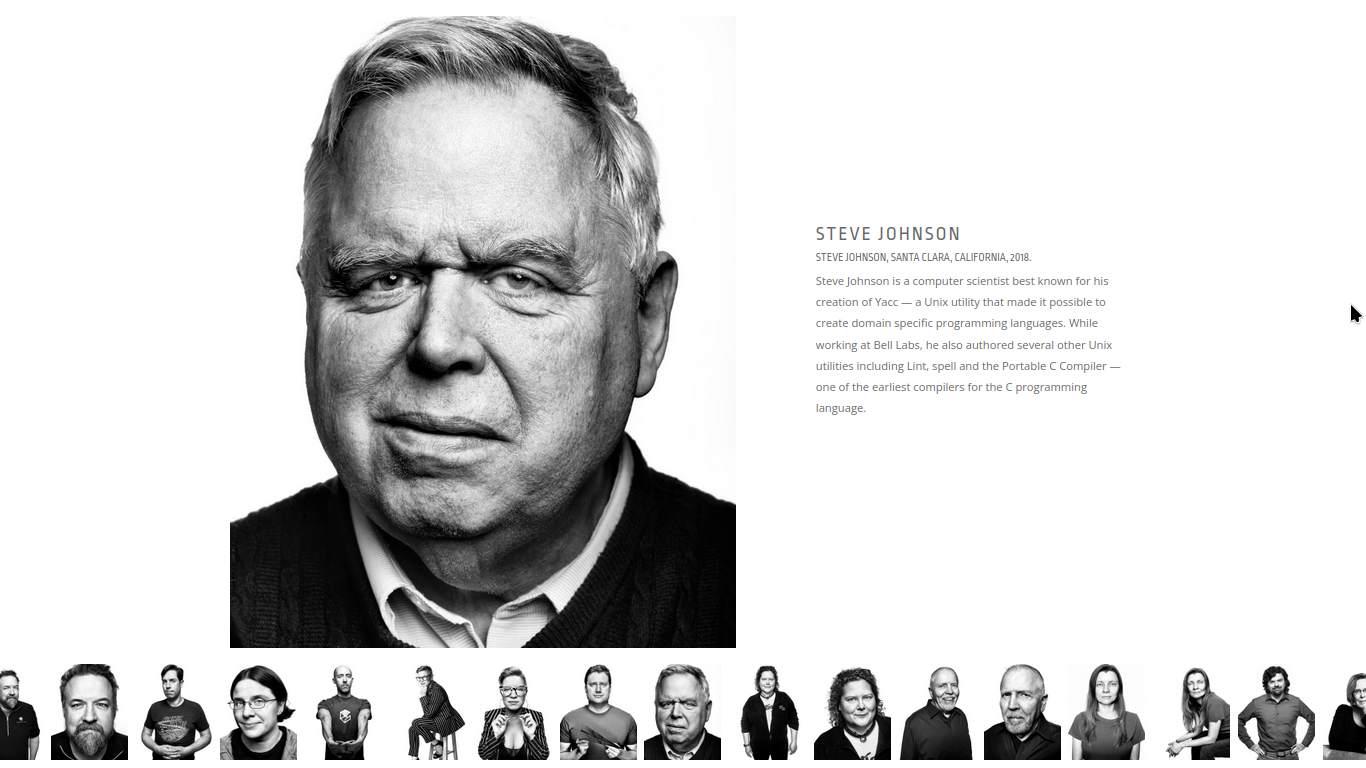 STEVE JOHNSON
STEVE JOHNSON, SANTA CLARA, CALIFORNIA, 2018.
Steve Johnson is a computer scientist best known for his
creation of Yacc — a Unix utility that made it possible to
create domain specific programming languages. While
working at Bell Labs, he also authored several other Unix
utilities including Lint, spell and the Portable C Compiler —
one of the earliest compilers for the C programming
language.